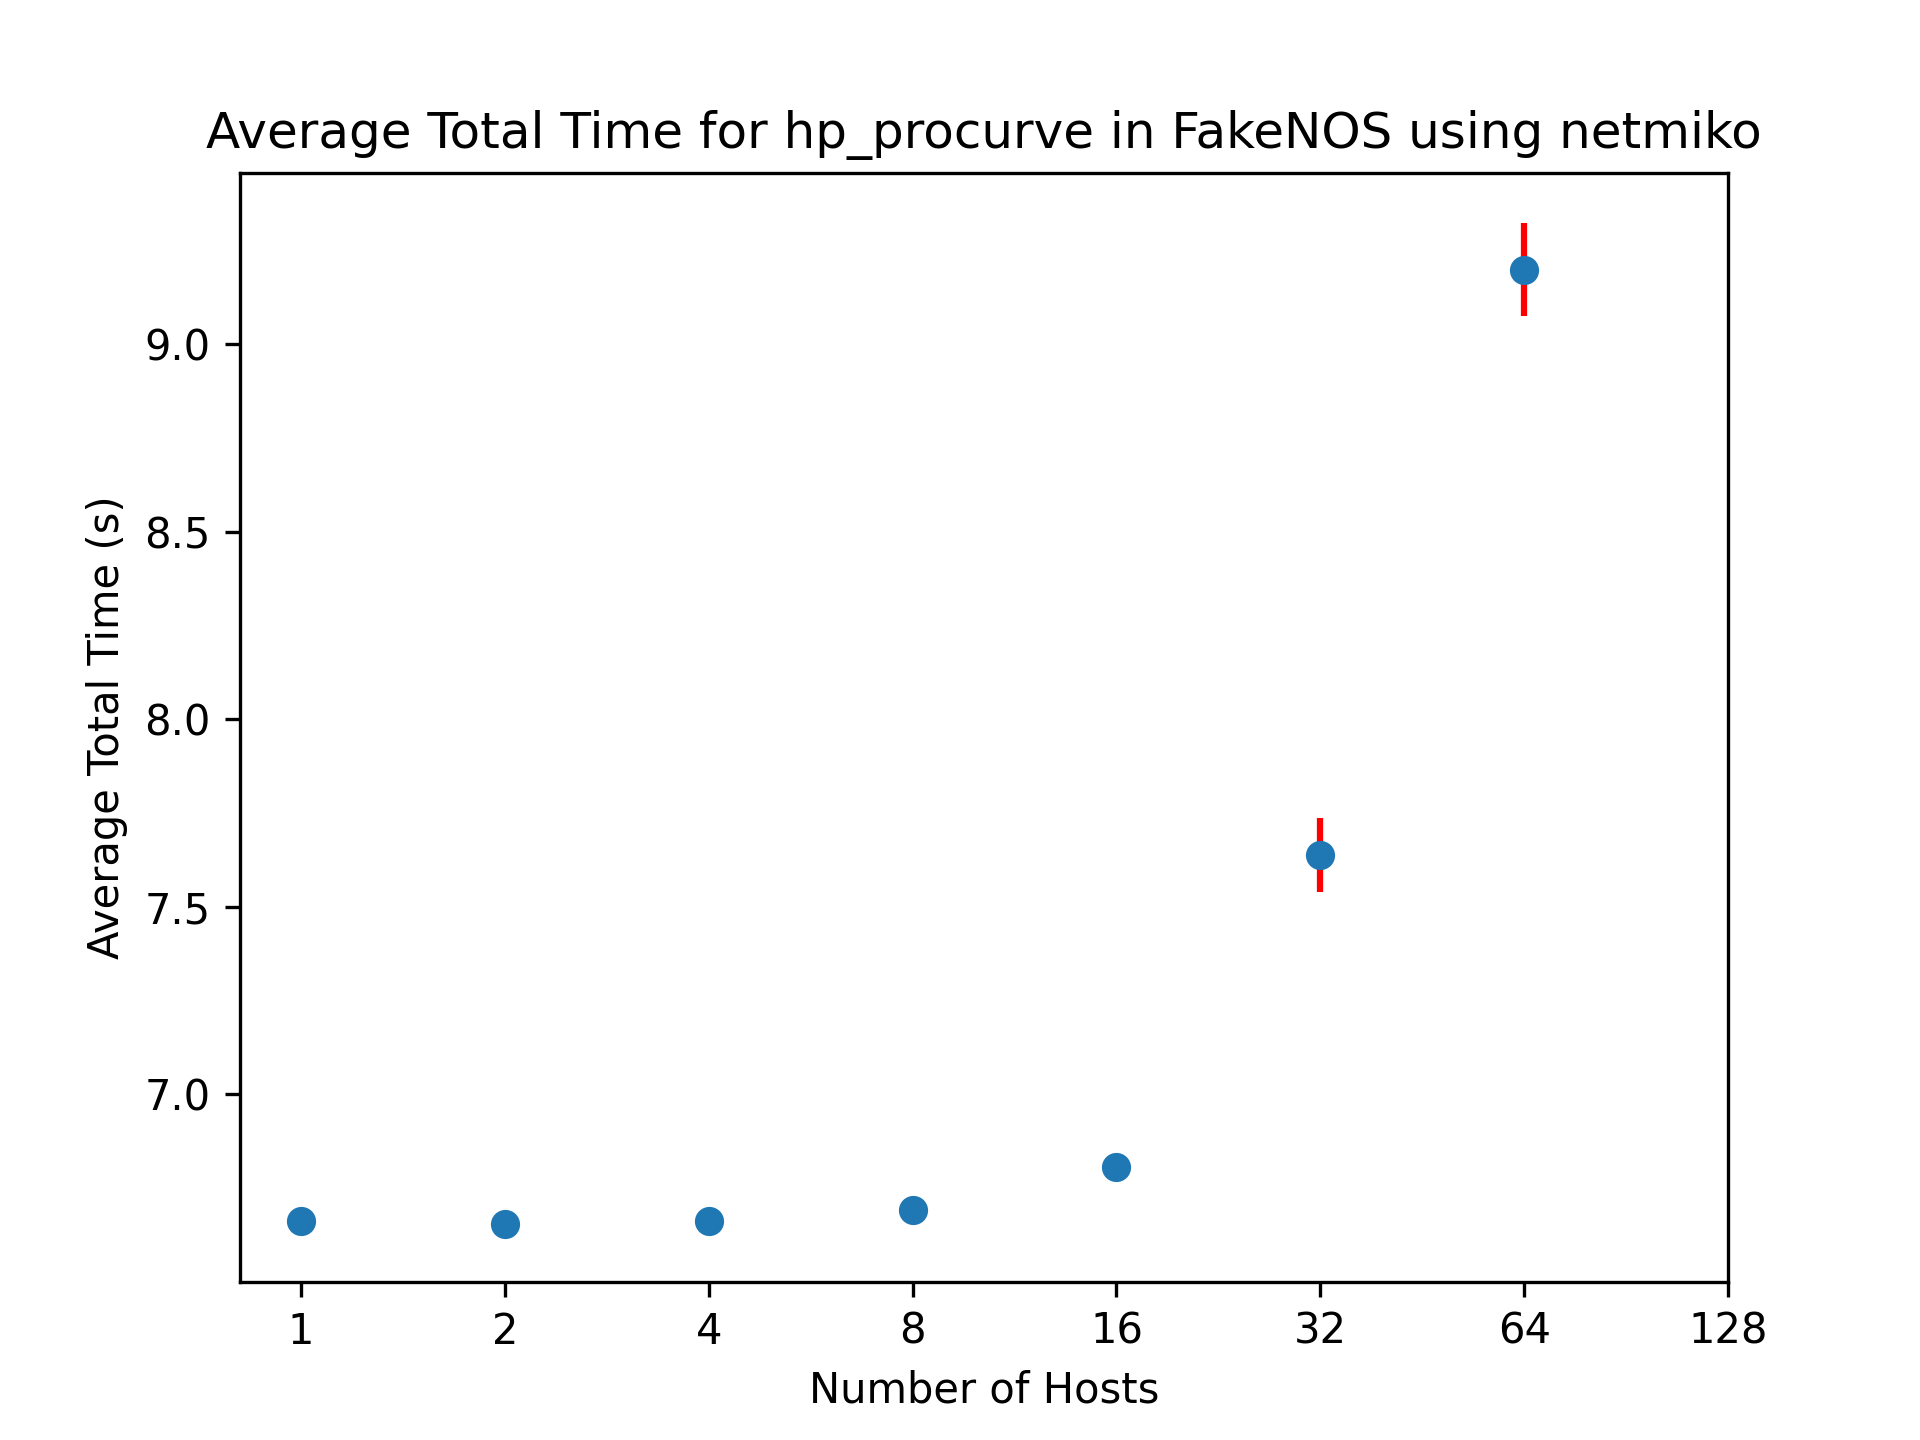 Average Total Time for hp_procurve in FakeNOS using netmiko
Average Total Time (s)
9.0
8.5
8.0
7.5
7.0
1 2 4 8 16 32 64 128
Number of Hosts